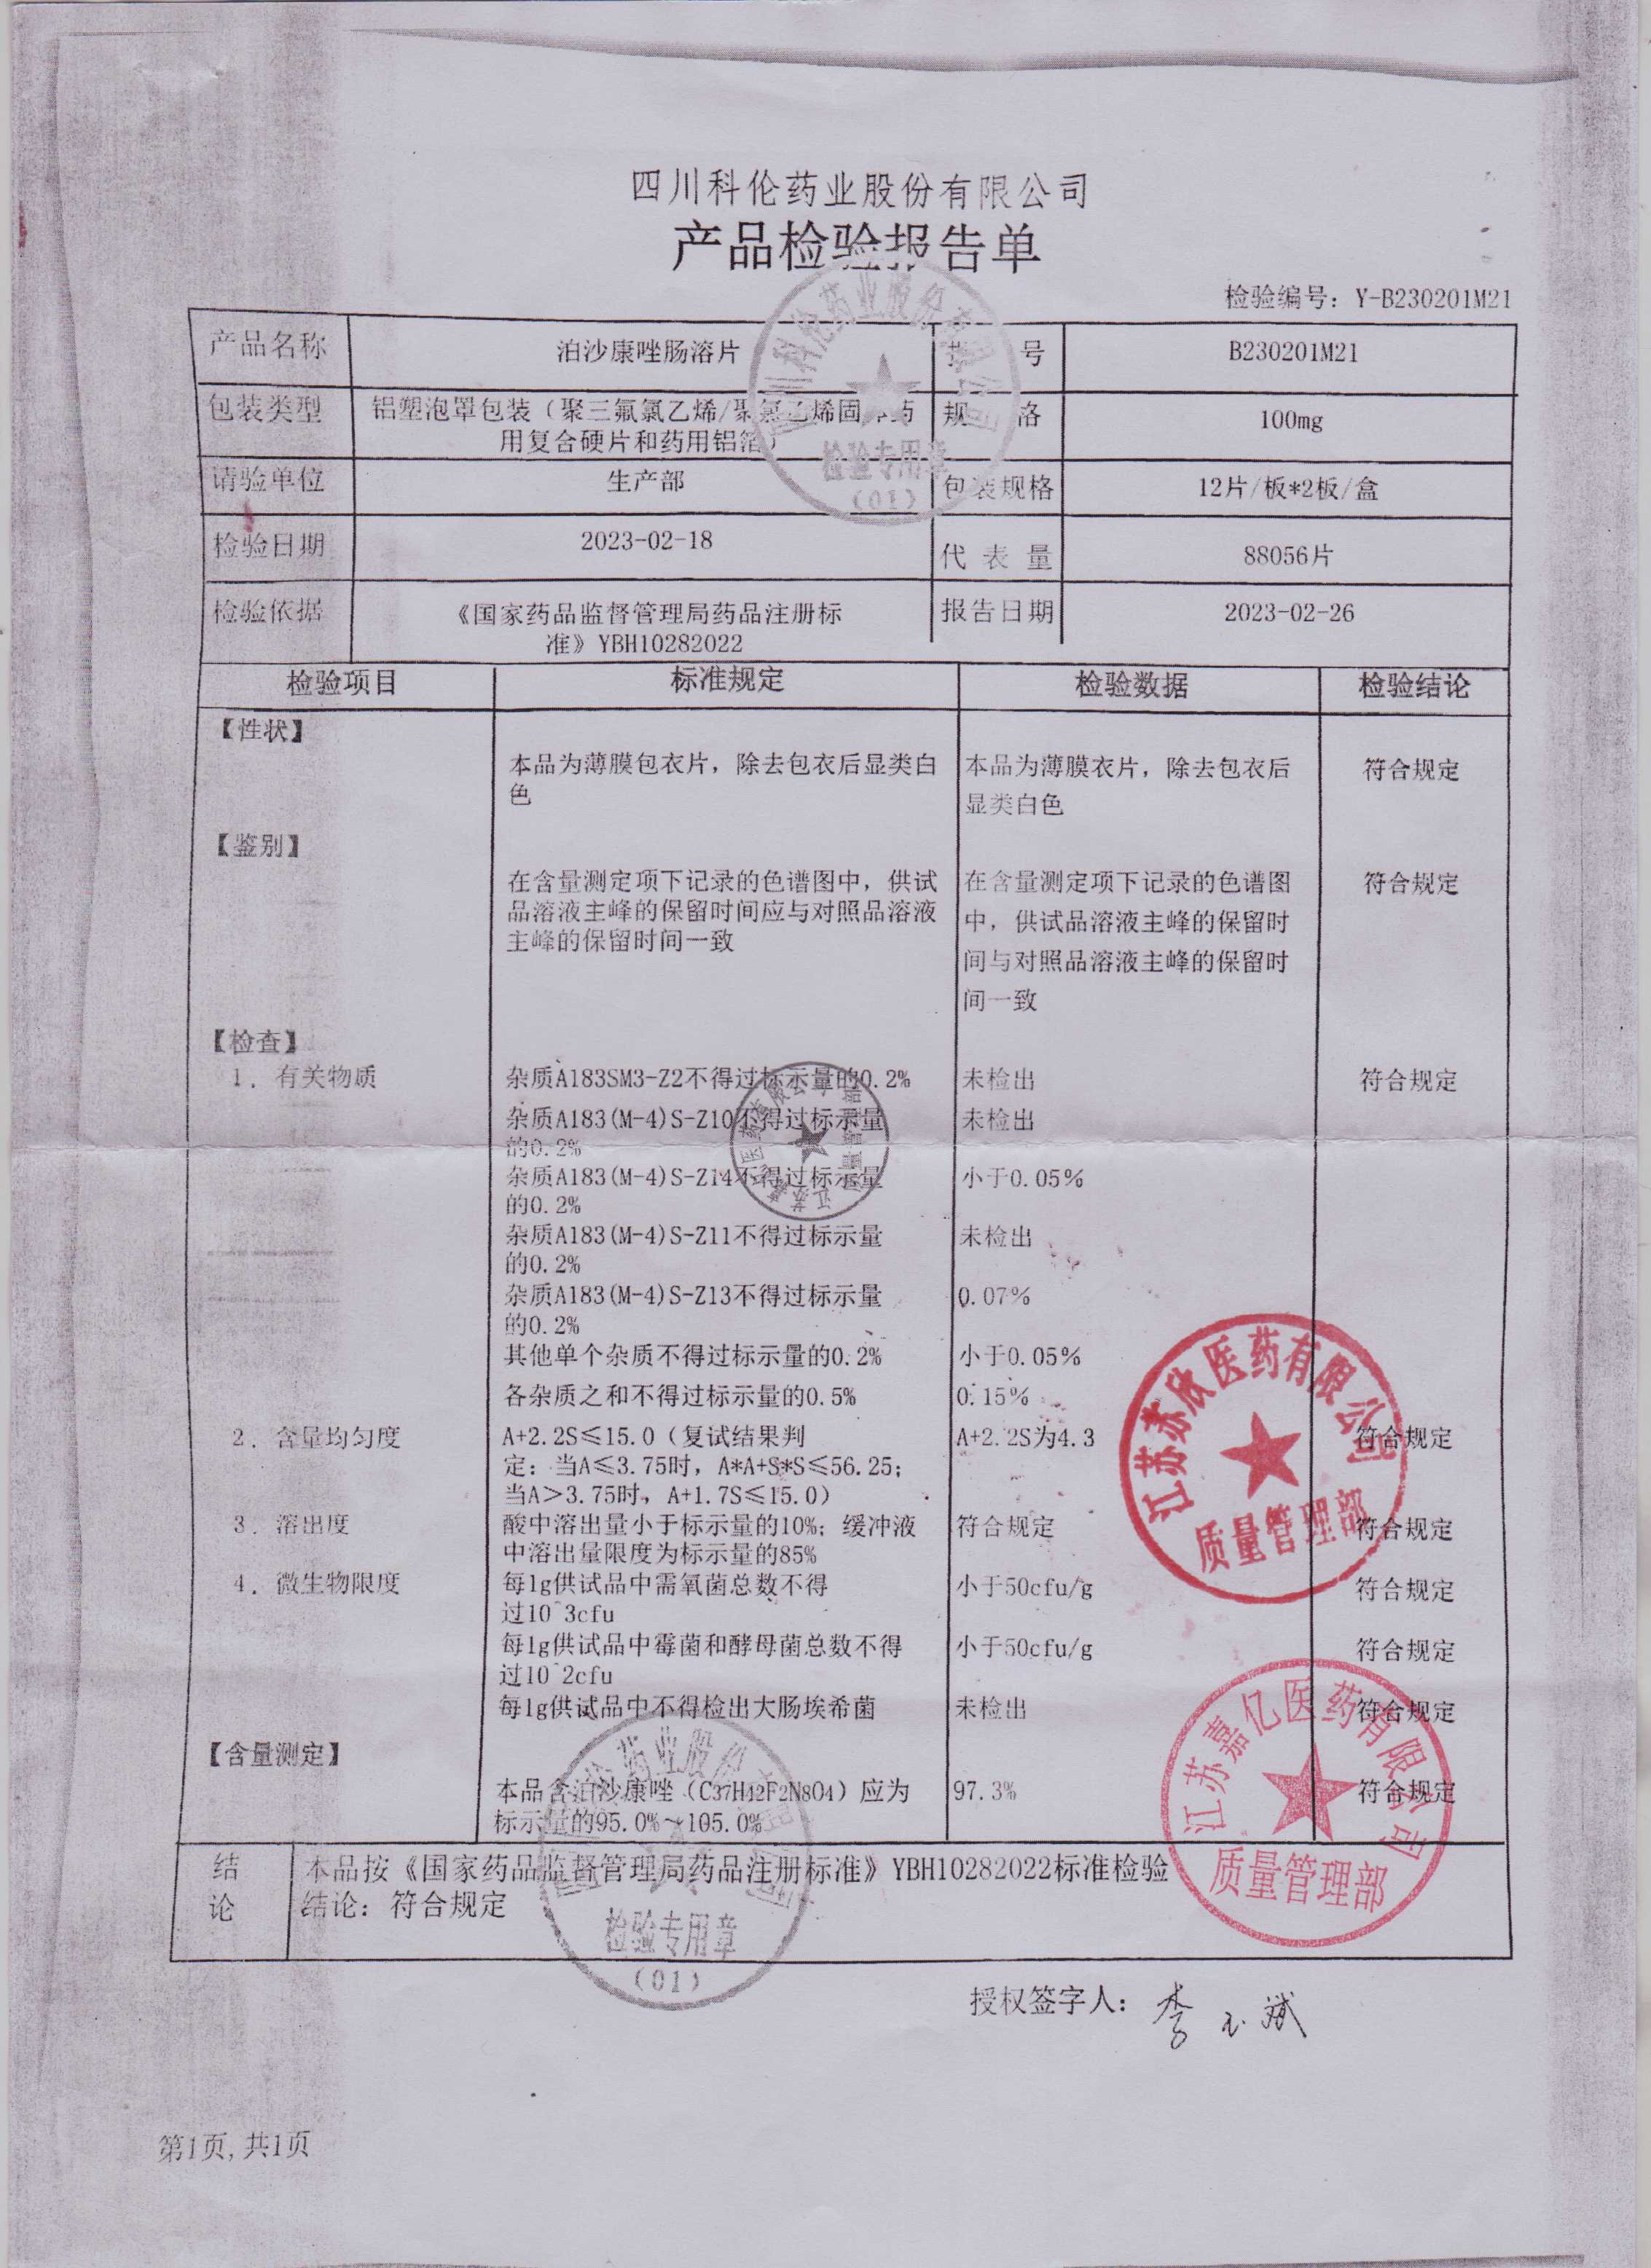 四川科伦药业股份有限公司
产品检验报告单
检验编号：Y-B230201M21
产品名称 泊沙康唑肠溶片 批 号 B230201M21
包装类型 铝塑泡罩包装（聚三氟氯乙烯/聚氯乙烯固体药 规 格 100mg
用复合硬片和药用铝箔）
请验单位 生产部 包装规格 12片/板*2板/盒
检验日期 2023-02-18 代 表 量 88056片
检验依据 《国家药品监督管理局药品注册标 报告日期 2023-02-26
准》YBH10282022
检验项目 标准规定 检验数据 检验结论
【性状】
本品为薄膜包衣片，除去包衣后显类白 本品为薄膜衣片，除去包衣后 符合规定
色 显类白色
【鉴别】
在含量测定项下记录的色谱图中，供试 在含量测定项下记录的色谱图 符合规定
品溶液主峰的保留时间应与对照品溶液 中，供试品溶液主峰的保留时
主峰的保留时间一致 间与对照品溶液主峰的保留时
间一致
【检查】
1．有关物质 杂质A183SM3-Z2不得过标示量的0.2% 未检出 符合规定
杂质A183(M-4)S-Z10不得过标示量 未检出
的0.2%
杂质A183(M-4)S-Z14不得过标示量 小于0.05%
的0.2%
杂质A183(M-4)S-Z11不得过标示量 未检出
的0.2%
杂质A183(M-4)S-Z13不得过标示量 0.07%
的0.2%
其他单个杂质不得过标示量的0.2% 小于0.05%
各杂质之和不得过标示量的0.5% 0.15%
2．含量均匀度 A+2.2S≤15.0（复试结果判 A+2.2S为4.3 符合规定
定：当A≤3.75时，A*A+S*S≤56.25；
当A＞3.75时，A+1.7S≤15.0）
3．溶出度 酸中溶出量小于标示量的10%；缓冲液 符合规定 符合规定
中溶出量限度为标示量的85%
4．微生物限度 每1g供试品中需氧菌总数不得 小于50cfu/g 符合规定
过10^3cfu
每1g供试品中霉菌和酵母菌总数不得 小于50cfu/g 符合规定
过10^2cfu
每1g供试品中不得检出大肠埃希菌 未检出 符合规定
【含量测定】
本品含泊沙康唑（C37H42F2N8O4）应为 97.3% 符合规定
标示量的95.0%～105.0%
结 本品按《国家药品监督管理局药品注册标准》YBH10282022标准检验
论 结论：符合规定
检验专用章
（01）
江苏苏欣医药有限公司
质量管理部
江苏嘉亿医药有限公司
质量管理部
检验专用章
（01）
授权签字人：李玉斌
第1页,共1页